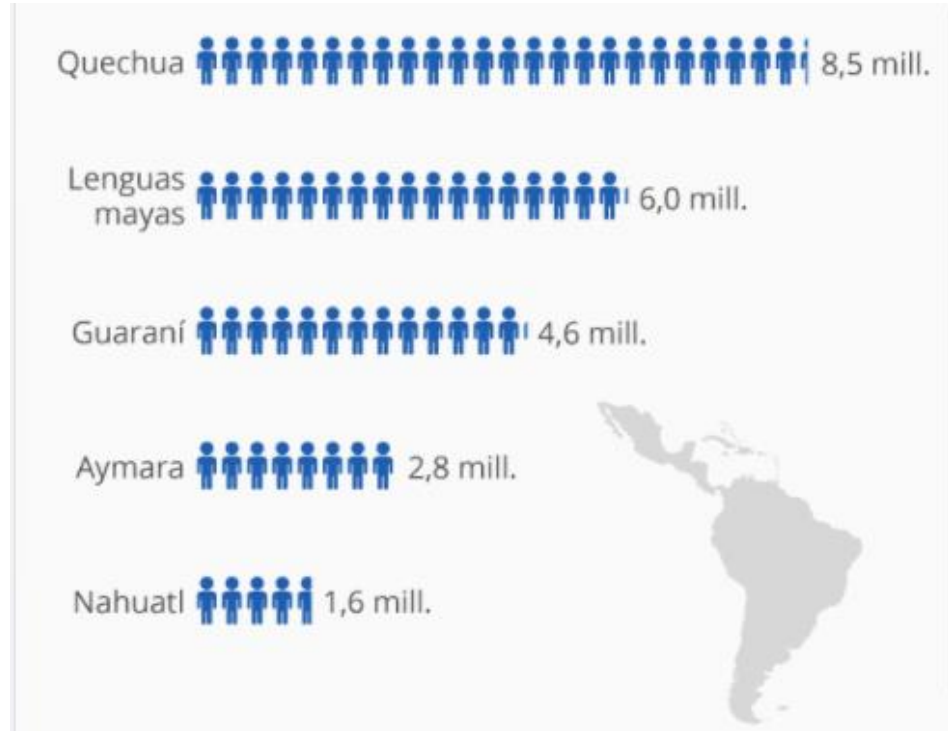 Quechua 8,5 mill.
Lenguas
mayas 6,0 mill.
Guaraní 4,6 mill.
Aymara 2,8 mill.
Nahuatl 1,6 mill.